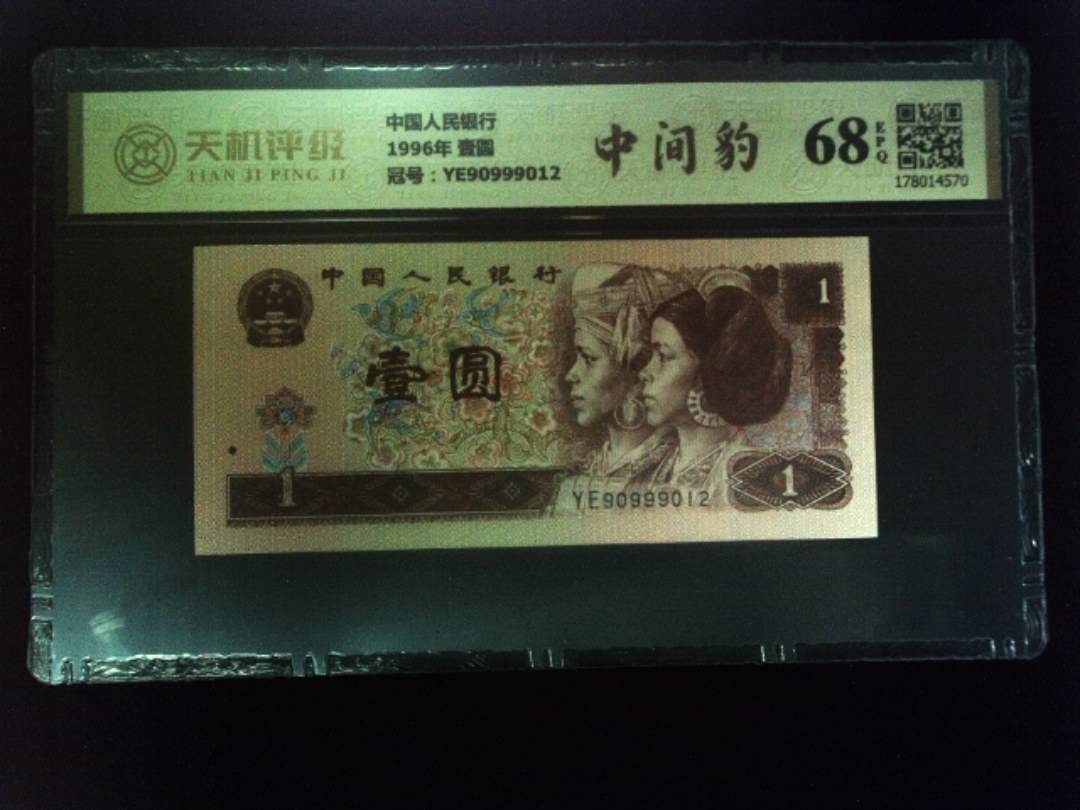 天机评级
TIAN JI PING JI
中国人民银行
1996年 壹圆
冠号：YE90999012
中间豹
68
EPQ
178014570
中国人民银行
1
壹圆
1
YE90999012
1